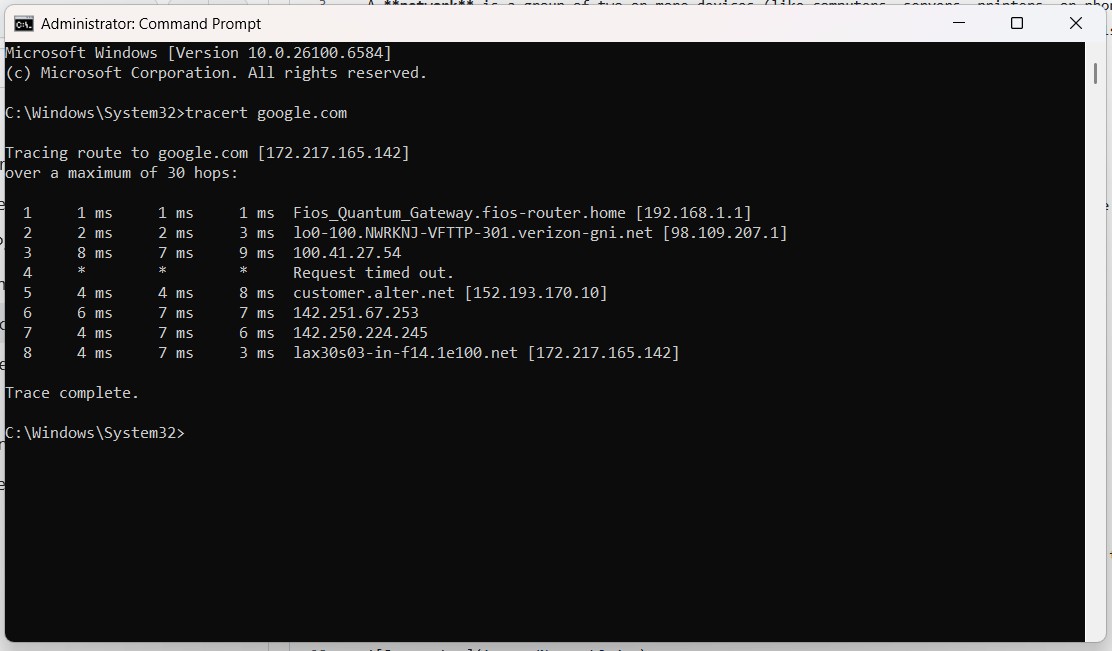 A **network** is a group of two or more devices (like computers, servers, printers, or
Administrator: Command Prompt
Microsoft Windows [Version 10.0.26100.6584]
(c) Microsoft Corporation. All rights reserved.
C:\Windows\System32>tracert google.com
Tracing route to google.com [172.217.165.142]
over a maximum of 30 hops:
1 1 ms 1 ms 1 ms Fios_Quantum_Gateway.fios-router.home [192.168.1.1]
2 2 ms 2 ms 3 ms lo0-100.NWRKNJ-VFTTP-301.verizon-gni.net [98.109.207.1]
3 8 ms 7 ms 9 ms 100.41.27.54
4 * * * Request timed out.
5 4 ms 4 ms 8 ms customer.alter.net [152.193.170.10]
6 6 ms 7 ms 7 ms 142.251.67.253
7 4 ms 7 ms 6 ms 142.250.224.245
8 4 ms 7 ms 3 ms lax30s03-in-f14.1e100.net [172.217.165.142]
Trace complete.
C:\Windows\System32>